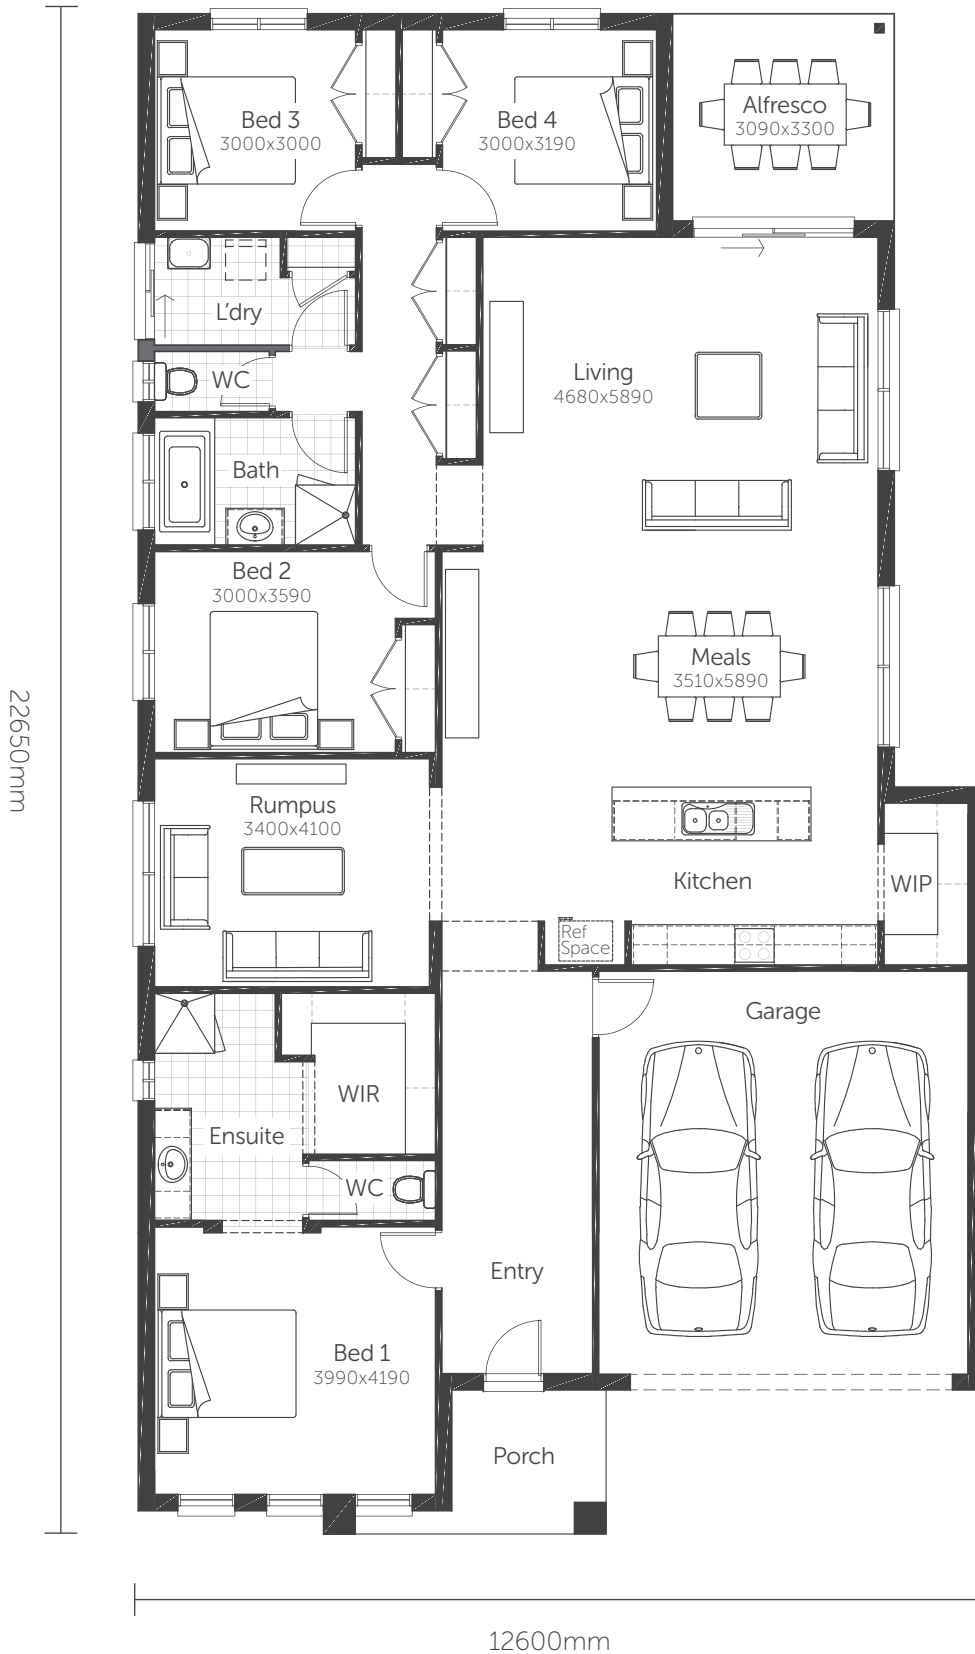 Bed 3
3000x3000
Bed 4
3000x3190
Alfresco
3090x3300
L'dry
WC
Living
4680x5890
Bath
Bed 2
3000x3590
Meals
3510x5890
22650mm
Rumpus
3400x4100
Kitchen
WIP
Ref
Space
Garage
WIR
Ensuite
WC
Entry
Bed 1
3990x4190
Porch
12600mm